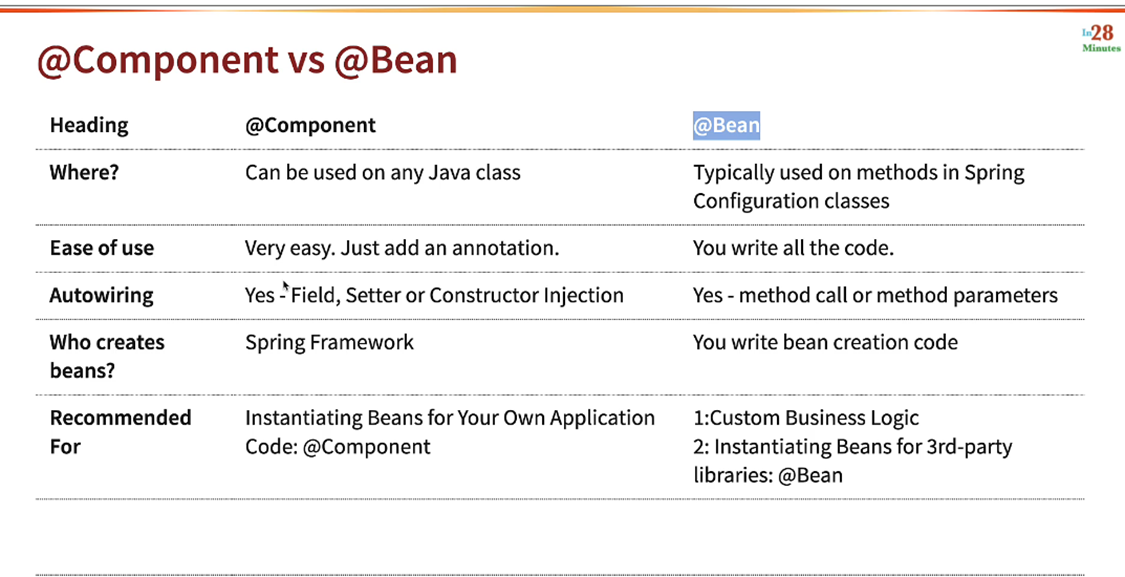 In28
Minutes
@Component vs @Bean
Heading @Component @Bean
Where? Can be used on any Java class Typically used on methods in Spring
Configuration classes
Ease of use Very easy. Just add an annotation. You write all the code.
Autowiring Yes - Field, Setter or Constructor Injection Yes - method call or method parameters
Who creates Spring Framework You write bean creation code
beans?
Recommended Instantiating Beans for Your Own Application 1:Custom Business Logic
For Code: @Component 2: Instantiating Beans for 3rd-party
libraries: @Bean